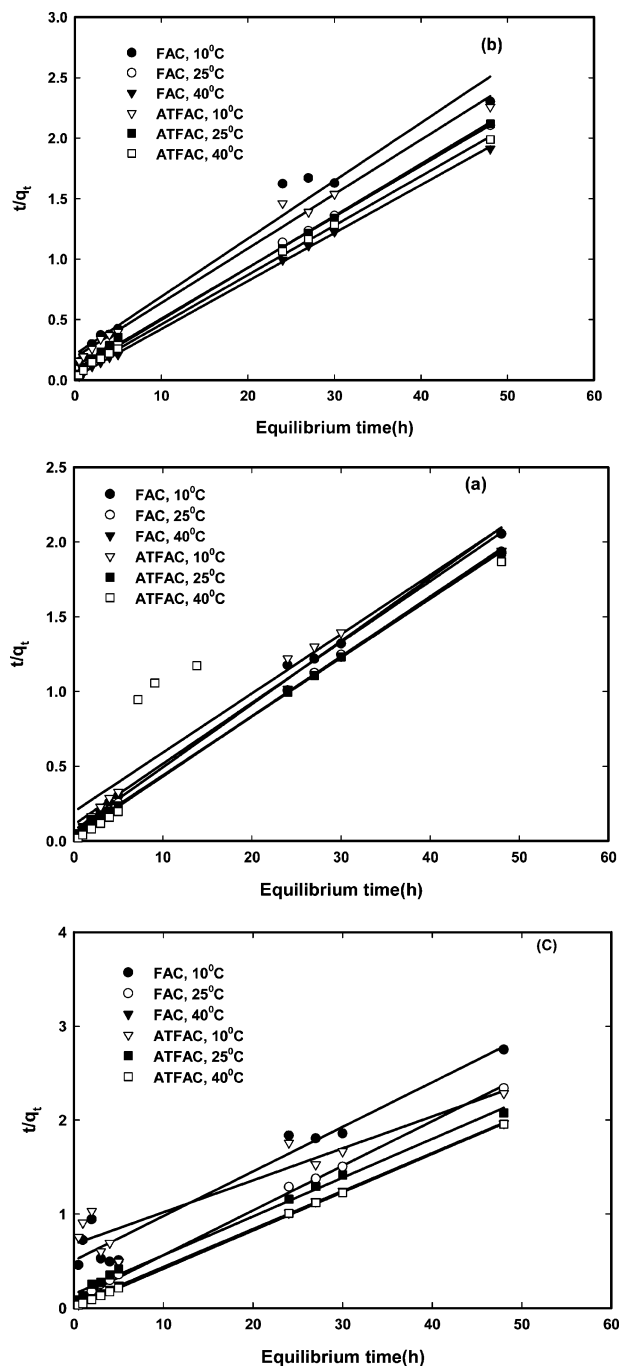 (b)
FAC, 10⁰C
FAC, 25⁰C
FAC, 40⁰C
ATFAC, 10⁰C
ATFAC, 25⁰C
ATFAC, 40⁰C
t/qₜ
3.0
2.5
2.0
1.5
1.0
0.5
0.0
0 10 20 30 40 50 60
Equilibrium time(h)
(a)
FAC, 10⁰C
FAC, 25⁰C
FAC, 40⁰C
ATFAC, 10⁰C
ATFAC, 25⁰C
ATFAC, 40⁰C
t/qₜ
2.5
2.0
1.5
1.0
0.5
0.0
0 10 20 30 40 50 60
Equilibrium time(h)
(C)
FAC, 10⁰C
FAC, 25⁰C
FAC, 40⁰C
ATFAC, 10⁰C
ATFAC, 25⁰C
ATFAC, 40⁰C
t/qₜ
4
3
2
1
0
0 10 20 30 40 50 60
Equilibrium time(h)